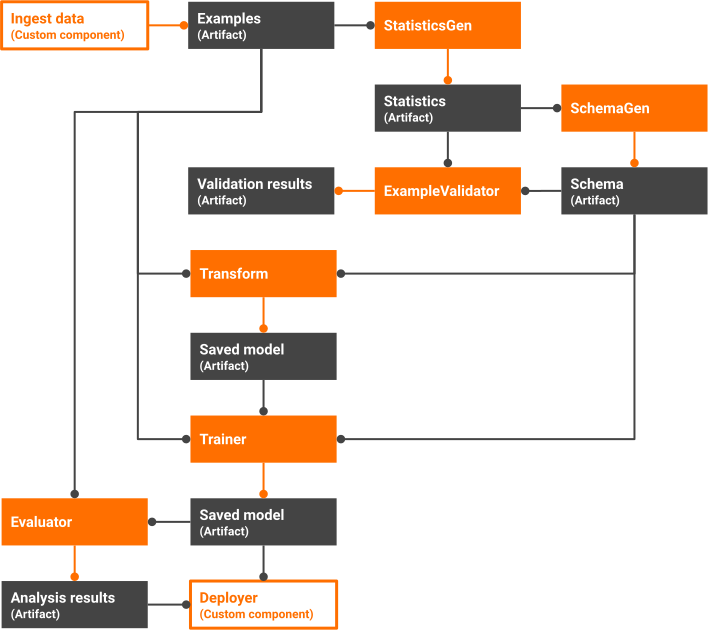 Ingest data
(Custom component)
Examples
(Artifact)
StatisticsGen
Statistics
(Artifact)
SchemaGen
Validation results
(Artifact)
ExampleValidator
Schema
(Artifact)
Transform
Saved model
(Artifact)
Trainer
Evaluator
Saved model
(Artifact)
Analysis results
(Artifact)
Deployer
(Custom component)